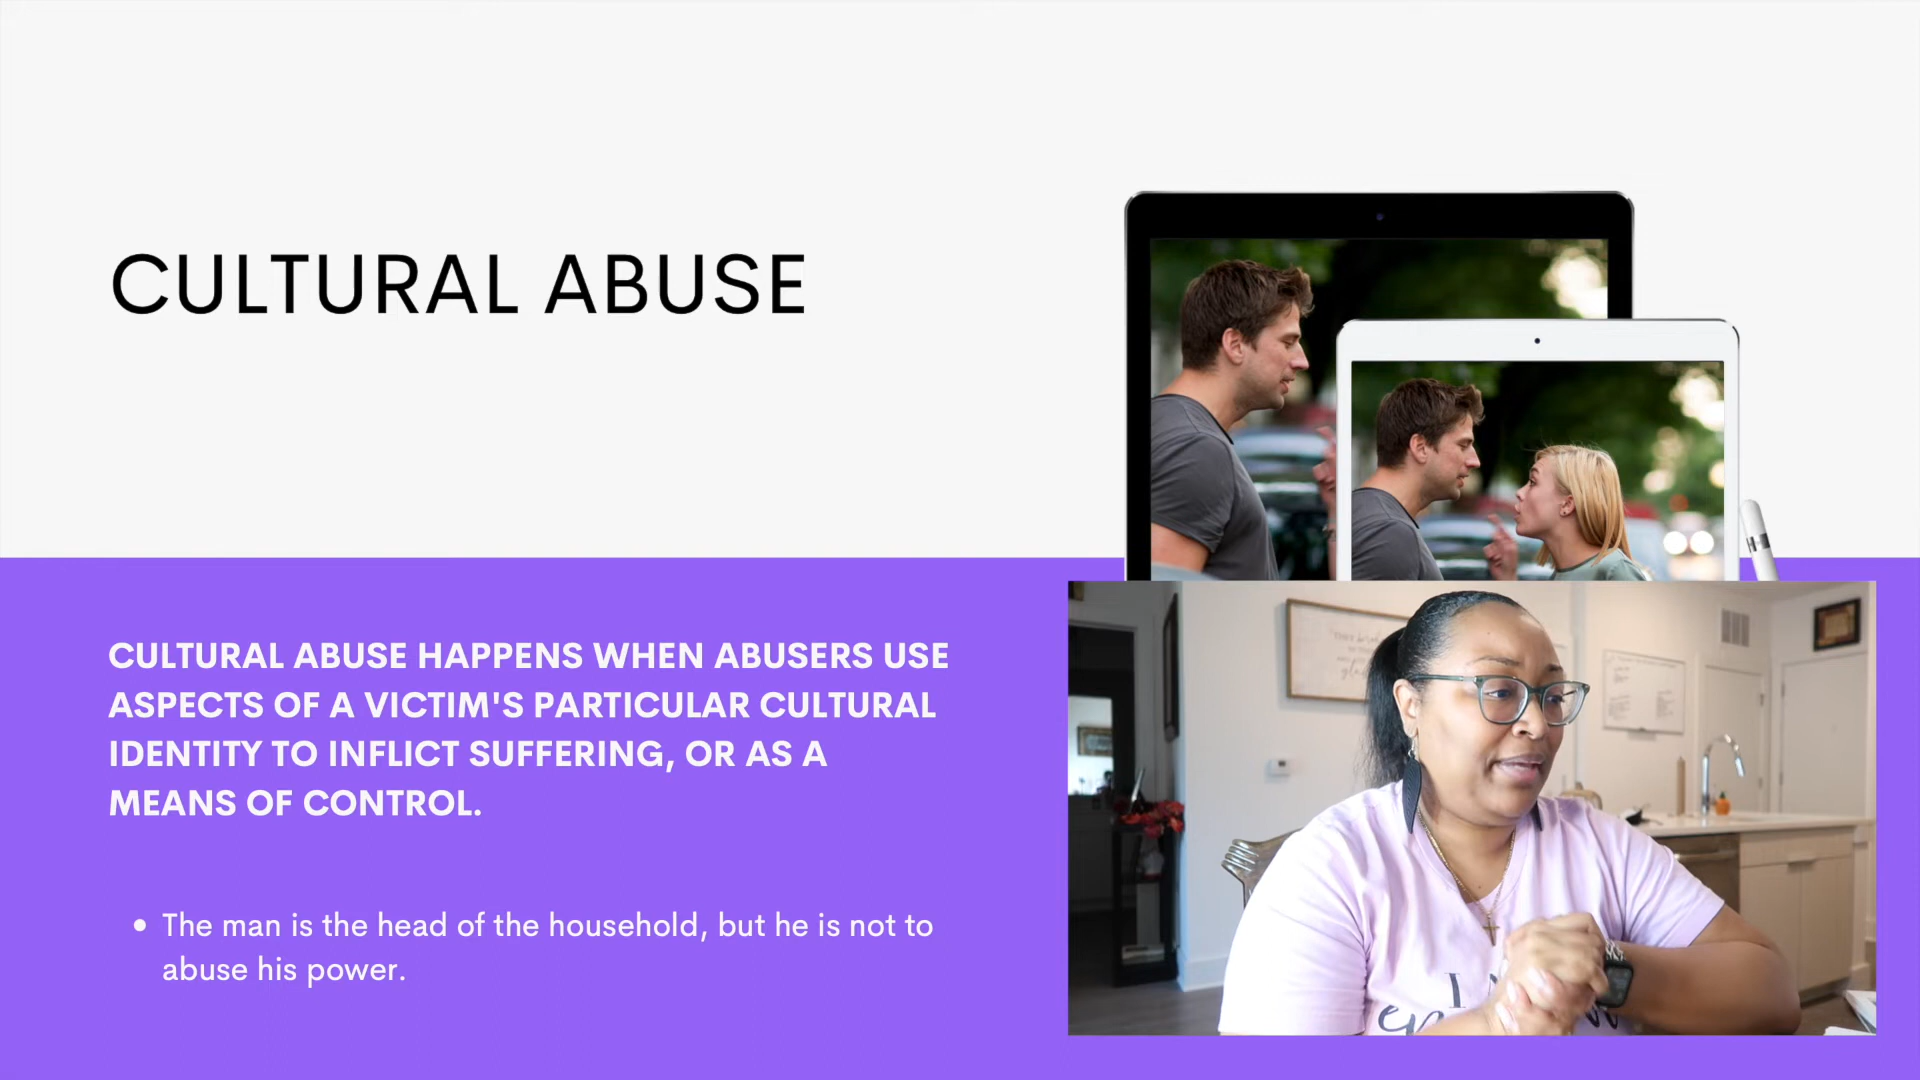 CULTURAL ABUSE
CULTURAL ABUSE HAPPENS WHEN ABUSERS USE
ASPECTS OF A VICTIM'S PARTICULAR CULTURAL
IDENTITY TO INFLICT SUFFERING, OR AS A
MEANS OF CONTROL.
• The man is the head of the household, but he is not to
abuse his power.